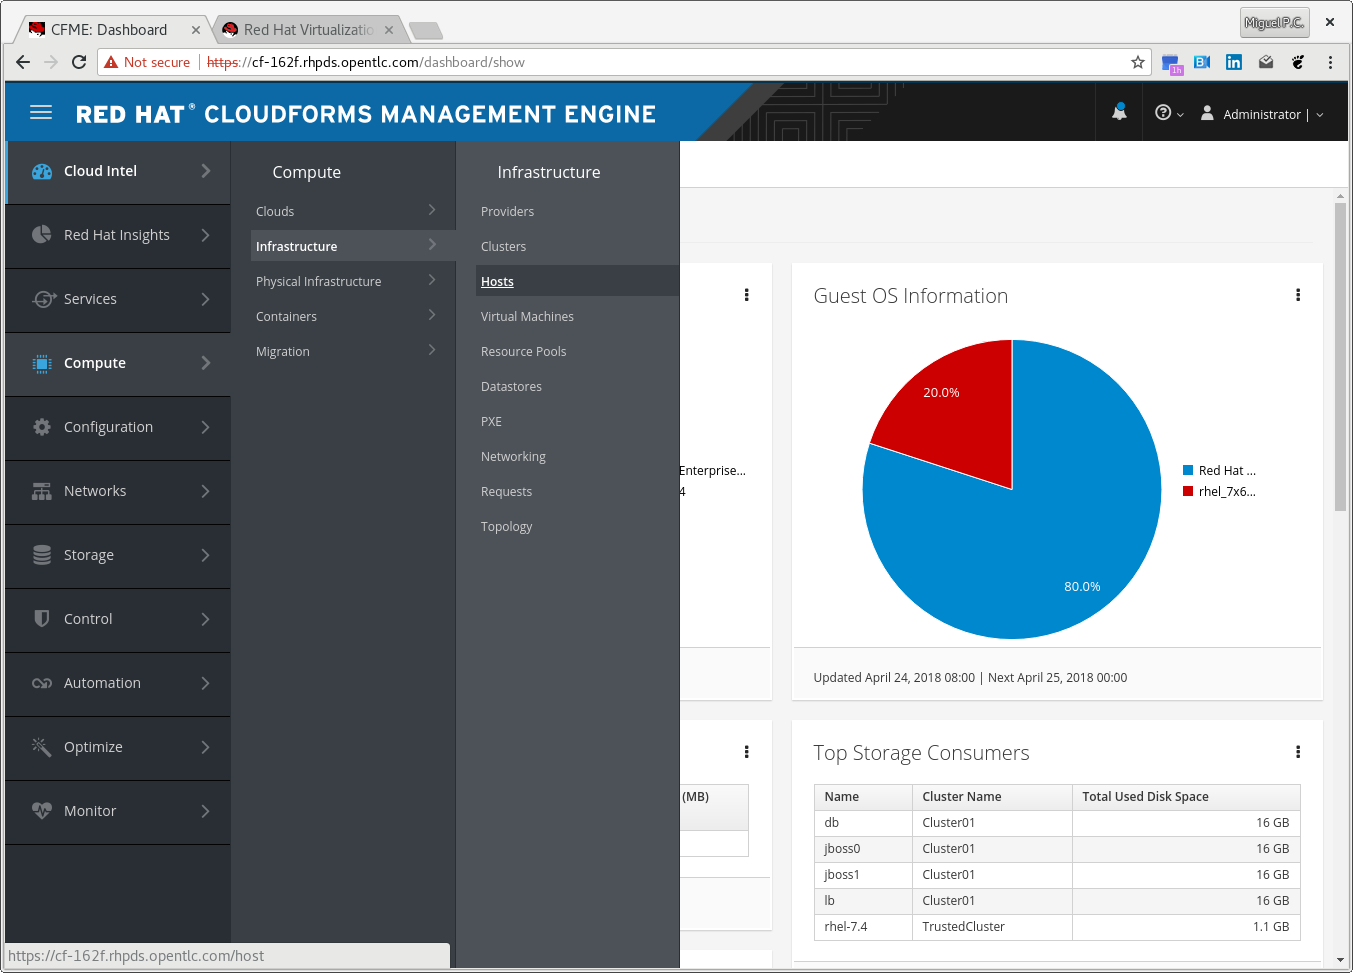 CFME: Dashboard
Red Hat Virtualizatio
Miguel P.C.
Not secure
https://cf-162f.rhpds.opentlc.com/dashboard/show
1h
RED HAT® CLOUDFORMS MANAGEMENT ENGINE
Administrator |
Cloud Intel
Red Hat Insights
Services
Compute
Configuration
Networks
Storage
Control
Automation
Optimize
Monitor
Compute
Clouds
Infrastructure
Physical Infrastructure
Containers
Migration
Infrastructure
Providers
Clusters
Hosts
Virtual Machines
Resource Pools
Datastores
PXE
Networking
Requests
Topology
Enterprise...
4
(MB)
Guest OS Information
20.0%
80.0%
Red Hat ...
rhel_7x6...
Updated April 24, 2018 08:00 | Next April 25, 2018 00:00
Top Storage Consumers
Name Cluster Name Total Used Disk Space
db Cluster01 16 GB
jboss0 Cluster01 16 GB
jboss1 Cluster01 16 GB
lb Cluster01 16 GB
rhel-7.4 TrustedCluster 1.1 GB
https://cf-162f.rhpds.opentlc.com/host